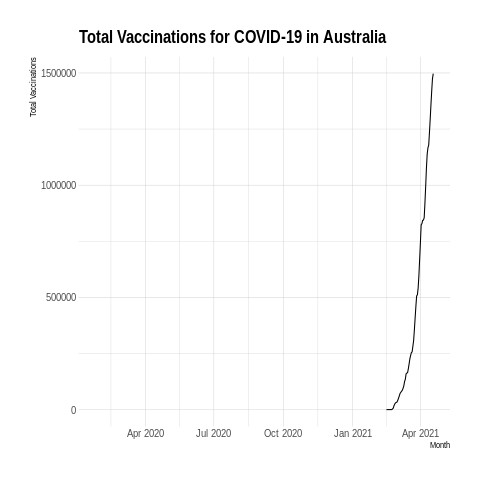 Total Vaccinations for COVID-19 in Australia
Total Vaccinations
1500000
1000000
500000
0
Apr 2020 Jul 2020 Oct 2020 Jan 2021 Apr 2021
Month